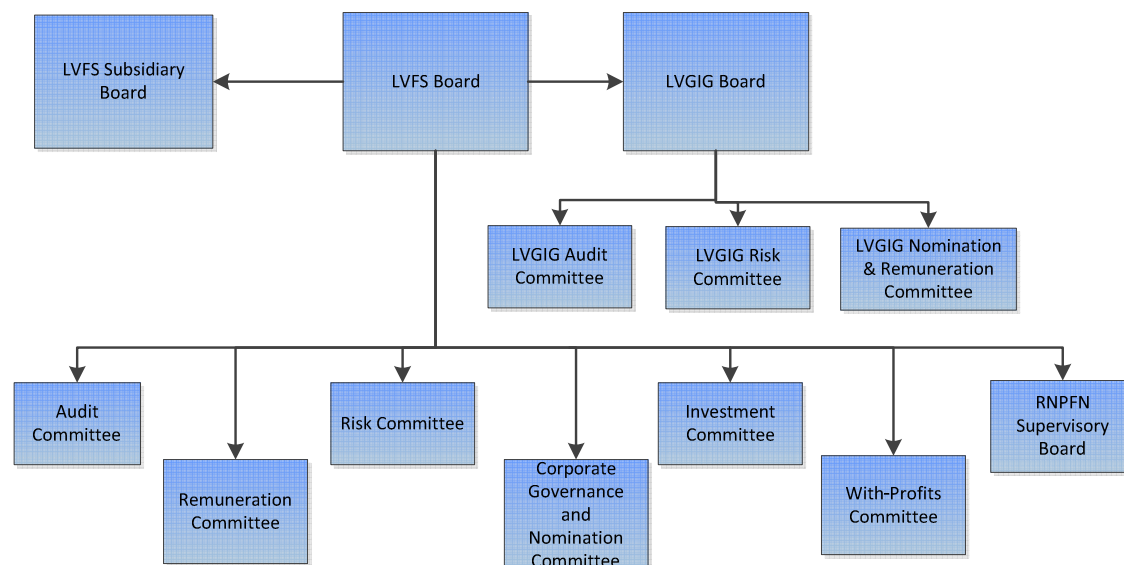 LVFS Subsidiary
Board
LVFS Board
LVGIG Board
LVGIG Audit
Committee
LVGIG Risk
Committee
LVGIG Nomination
& Remuneration
Committee
Audit
Committee
Remuneration
Committee
Risk Committee
Corporate
Governance
and
Nomination
Committee
Investment
Committee
With-Profits
Committee
RNPFN
Supervisory
Board